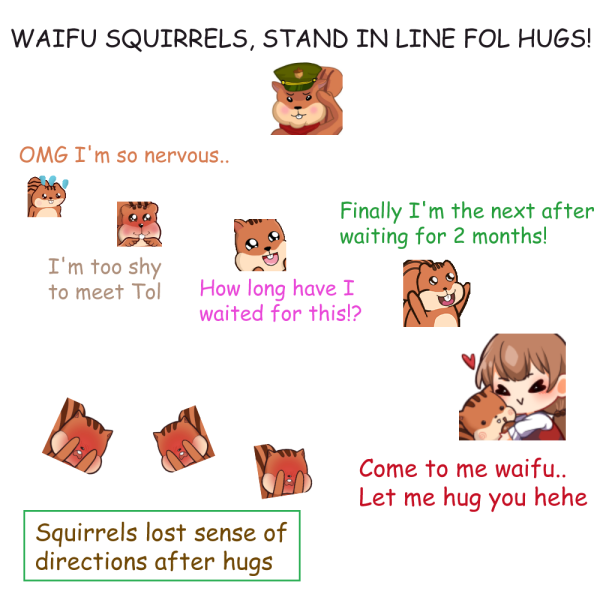 WAIFU SQUIRRELS, STAND IN LINE FOL HUGS!
OMG I'm so nervous..
Finally I'm the next after
waiting for 2 months!
I'm too shy
to meet Tol
How long have I
waited for this!?
Come to me waifu..
Let me hug you hehe
Squirrels lost sense of
directions after hugs